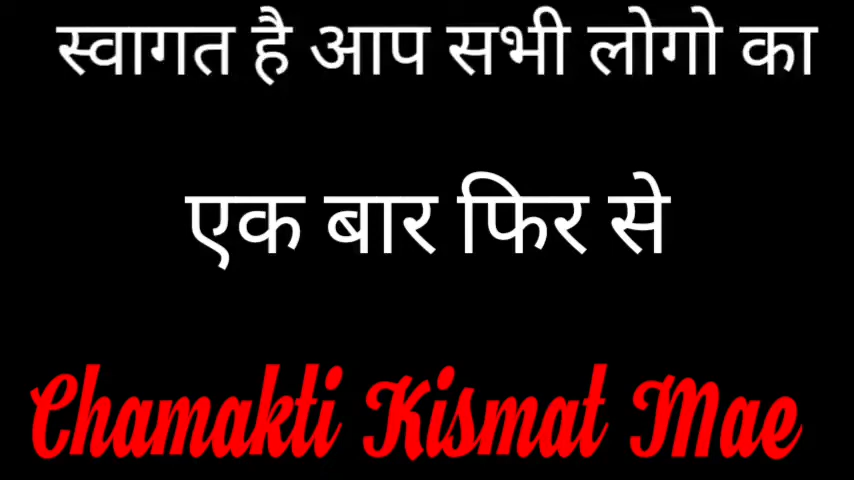 स्वागत है आप सभी लोगो का
एक बार फिर से
Chamakti Kismat Mae